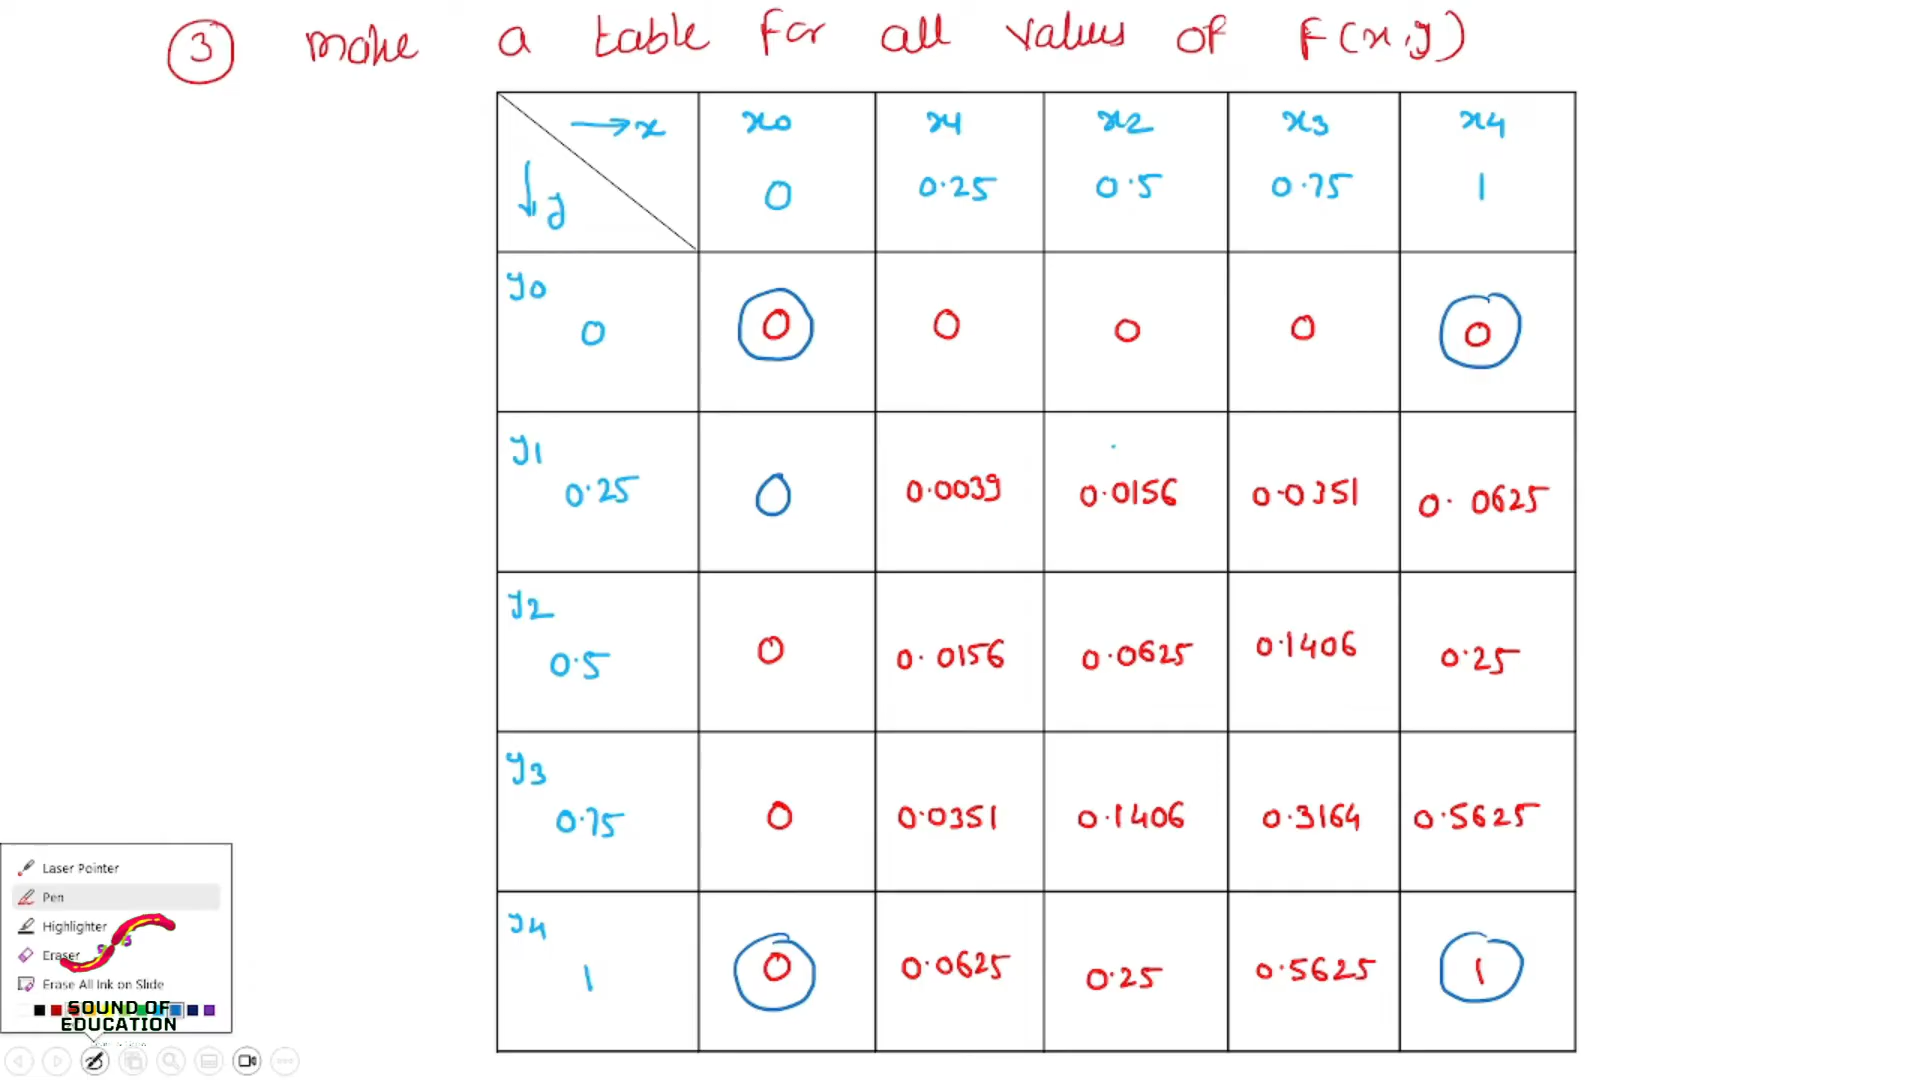 3 make a table for all values of F(x,y)
→x x0 x1 x2 x3 x4
↓y 0 0.25 0.5 0.75 1
y0
0 0 0 0 0 0
y1
0.25 0 0.0039 0.0156 0.0351 0.0625
y2
0.5 0 0.0156 0.0625 0.1406 0.25
y3
0.75 0 0.0351 0.1406 0.3164 0.5625
y4
1 0 0.0625 0.25 0.5625 1
Laser Pointer
Pen
Highlighter
Eraser
Erase All Ink on Slide
SOUND OF
EDUCATION